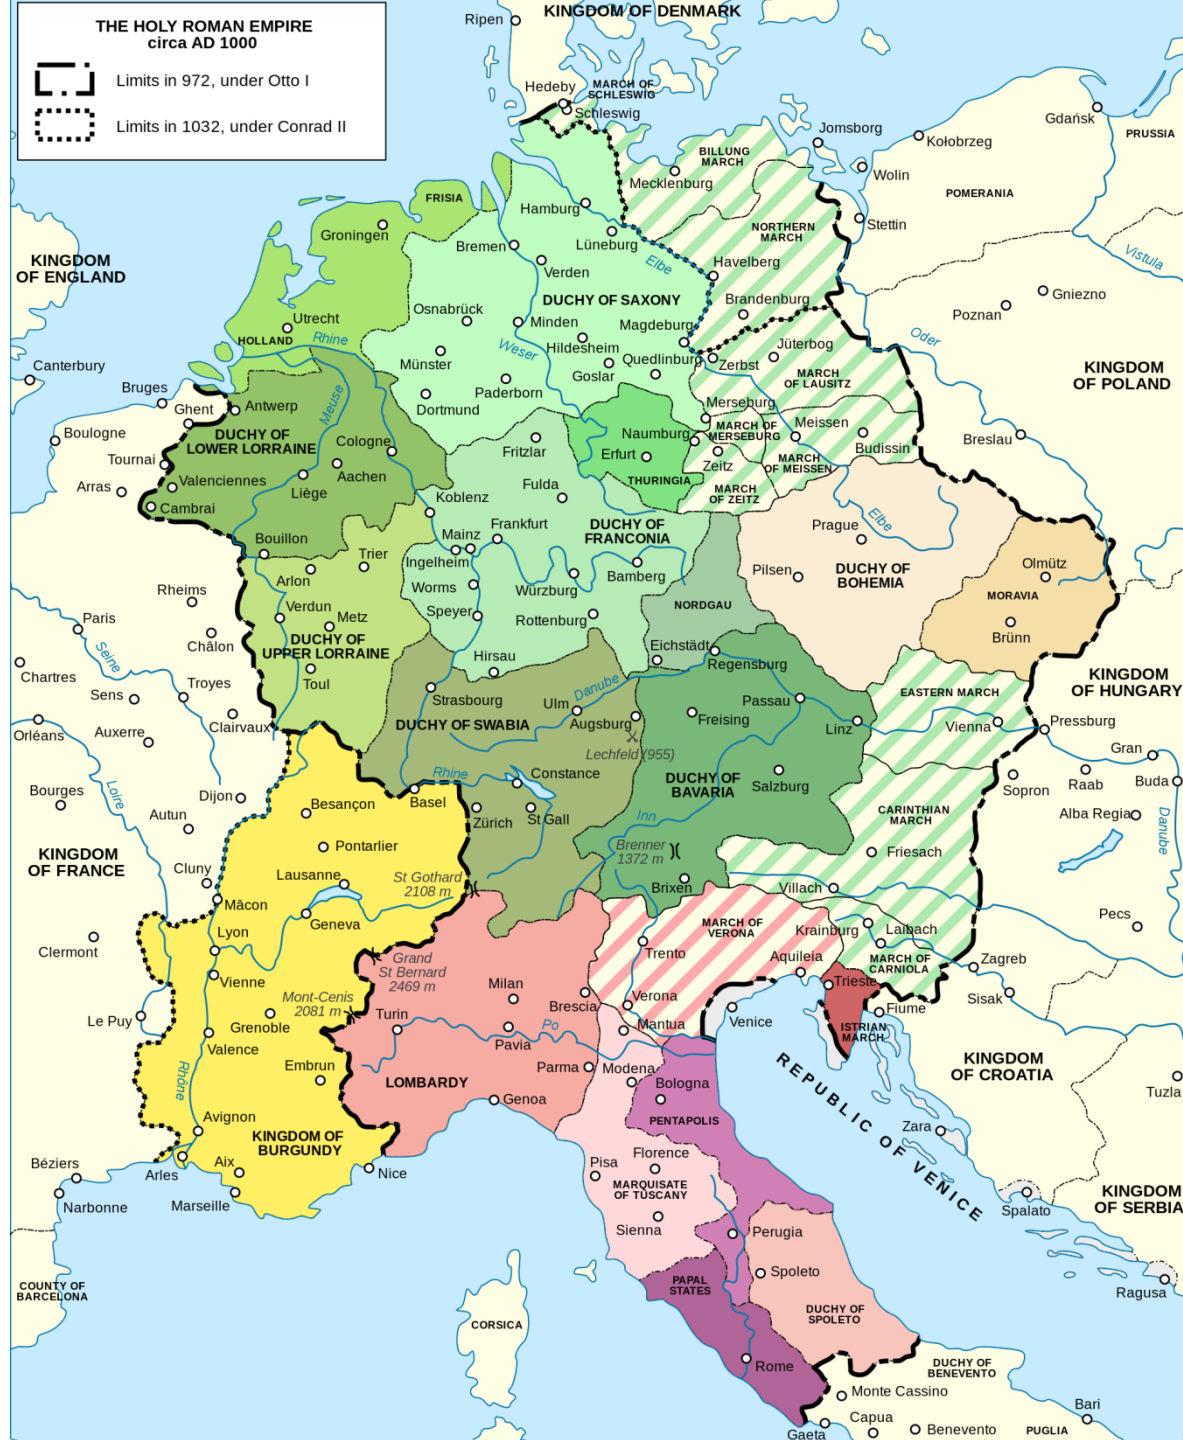 THE HOLY ROMAN EMPIRE
circa AD 1000
Limits in 972, under Otto I
Limits in 1032, under Conrad II
KINGDOM OF DENMARK
Ripen
Hedeby
MARCH OF
SCHLESWIG
Schleswig
Jomsborg
Kołobrzeg
Gdańsk
PRUSSIA
BILLUNG
MARCH
Mecklenburg
Wolin
POMERANIA
FRISIA
Hamburg
Groningen
Lüneburg
NORTHERN
MARCH
Stettin
Bremen
Verden
Elbe
Havelberg
Vistula
KINGDOM
OF ENGLAND
DUCHY OF SAXONY
Brandenburg
Gniezno
Poznan
Osnabrück
Minden
Magdeburg
Utrecht
HOLLAND
Rhine
Weser
Hildesheim
Jüterbog
Oder
Münster
Goslar
Quedlinburg
Zerbst
Canterbury
Paderborn
MARCH
OF LAUSITZ
KINGDOM
OF POLAND
Bruges
Ghent
Antwerp
Meuse
Dortmund
Merseburg
Boulogne
DUCHY OF
LOWER LORRAINE
Cologne
Naumburg
MARCH OF
MERSEBURG
Meissen
Budissin
Breslau
Tournai
Fritzlar
Erfurt
Zeitz
MARCH
OF MEISSEN
Arras
Valenciennes
Aachen
Liège
Fulda
THURINGIA
MARCH
OF ZEITZ
Cambrai
Koblenz
Frankfurt
DUCHY OF
FRANCONIA
Prague
Elbe
Bouillon
Mainz
Trier
Ingelheim
Arlon
Worms
Würzburg
Bamberg
Pilsen
DUCHY OF
BOHEMIA
Olmütz
MORAVIA
Rheims
Verdun
Metz
Speyer
Rottenburg
NORDGAU
Brünn
Paris
Seine
Châlon
DUCHY OF
UPPER LORRAINE
Hirsau
Eichstädt
Regensburg
Chartres
Toul
Sens
Troyes
Strasbourg
Ulm
Danube
Passau
EASTERN MARCH
KINGDOM
OF HUNGARY
Orléans
Auxerre
Clairvaux
DUCHY OF SWABIA
Augsburg
Freising
Linz
Vienna
Pressburg
Lechfeld (955)
Gran
Loire
Rhine
Constance
DUCHY OF
BAVARIA
Salzburg
Sopron
Raab
Buda
Bourges
Dijon
Besançon
Basel
Zürich
St Gall
Autun
Inn
CARINTHIAN
MARCH
Alba Regia
Danube
Pontarlier
Brenner
1372 m
Friesach
KINGDOM
OF FRANCE
Cluny
Lausanne
St Gothard
2108 m
Brixen
Villach
Mâcon
Geneva
MARCH OF
VERONA
Krainburg
Laibach
Pecs
Clermont
Lyon
Grand
St Bernard
2469 m
Trento
Aquileia
MARCH OF
CARNIOLA
Zagreb
Vienne
Milan
Trieste
Mont-Cenis
2081 m
Brescia
Verona
Sisak
Le Puy
Grenoble
Turin
Po
Mantua
Venice
Fiume
ISTRIAN
MARCH
Valence
Pavia
Embrun
Parma
Modena
KINGDOM
OF CROATIA
Rhône
LOMBARDY
Bologna
Tuzla
Genoa
REPUBLIC OF VENICE
Avignon
PENTAPOLIS
KINGDOM OF
BURGUNDY
Zara
Béziers
Aix
Florence
Arles
Nice
Pisa
MARQUISATE
OF TUSCANY
Narbonne
Marseille
KINGDOM
OF SERBIA
Spalato
Sienna
Perugia
COUNTY OF
BARCELONA
PAPAL
STATES
Spoleto
Ragusa
CORSICA
DUCHY OF
SPOLETO
Rome
DUCHY OF
BENEVENTO
Monte Cassino
Bari
Gaeta
Capua
Benevento
PUGLIA